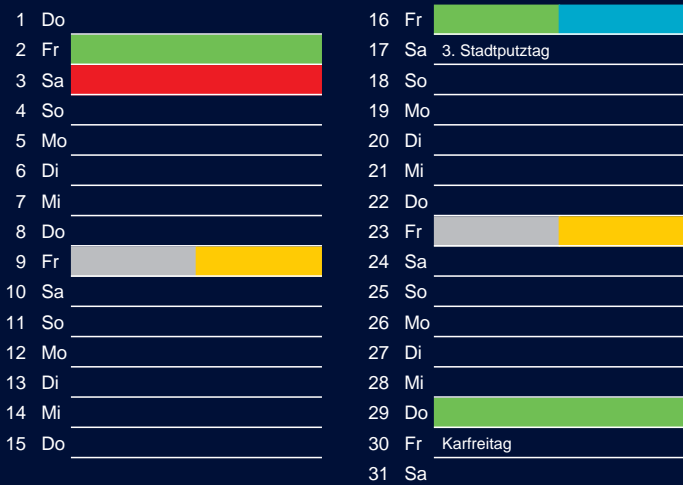 1 Do
2 Fr
3 Sa
4 So
5 Mo
6 Di
7 Mi
8 Do
9 Fr
10 Sa
11 So
12 Mo
13 Di
14 Mi
15 Do
16 Fr
17 Sa 3. Stadtputztag
18 So
19 Mo
20 Di
21 Mi
22 Do
23 Fr
24 Sa
25 So
26 Mo
27 Di
28 Mi
29 Do
30 Fr Karfreitag
31 Sa